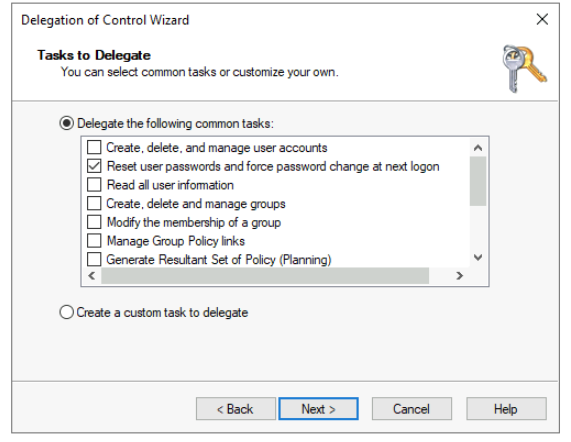 Delegation of Control Wizard
Tasks to Delegate
You can select common tasks or customize your own.
Delegate the following common tasks:
Create, delete, and manage user accounts
Reset user passwords and force password change at next logon
Read all user information
Create, delete and manage groups
Modify the membership of a group
Manage Group Policy links
Generate Resultant Set of Policy (Planning)
Create a custom task to delegate
< Back Next > Cancel Help